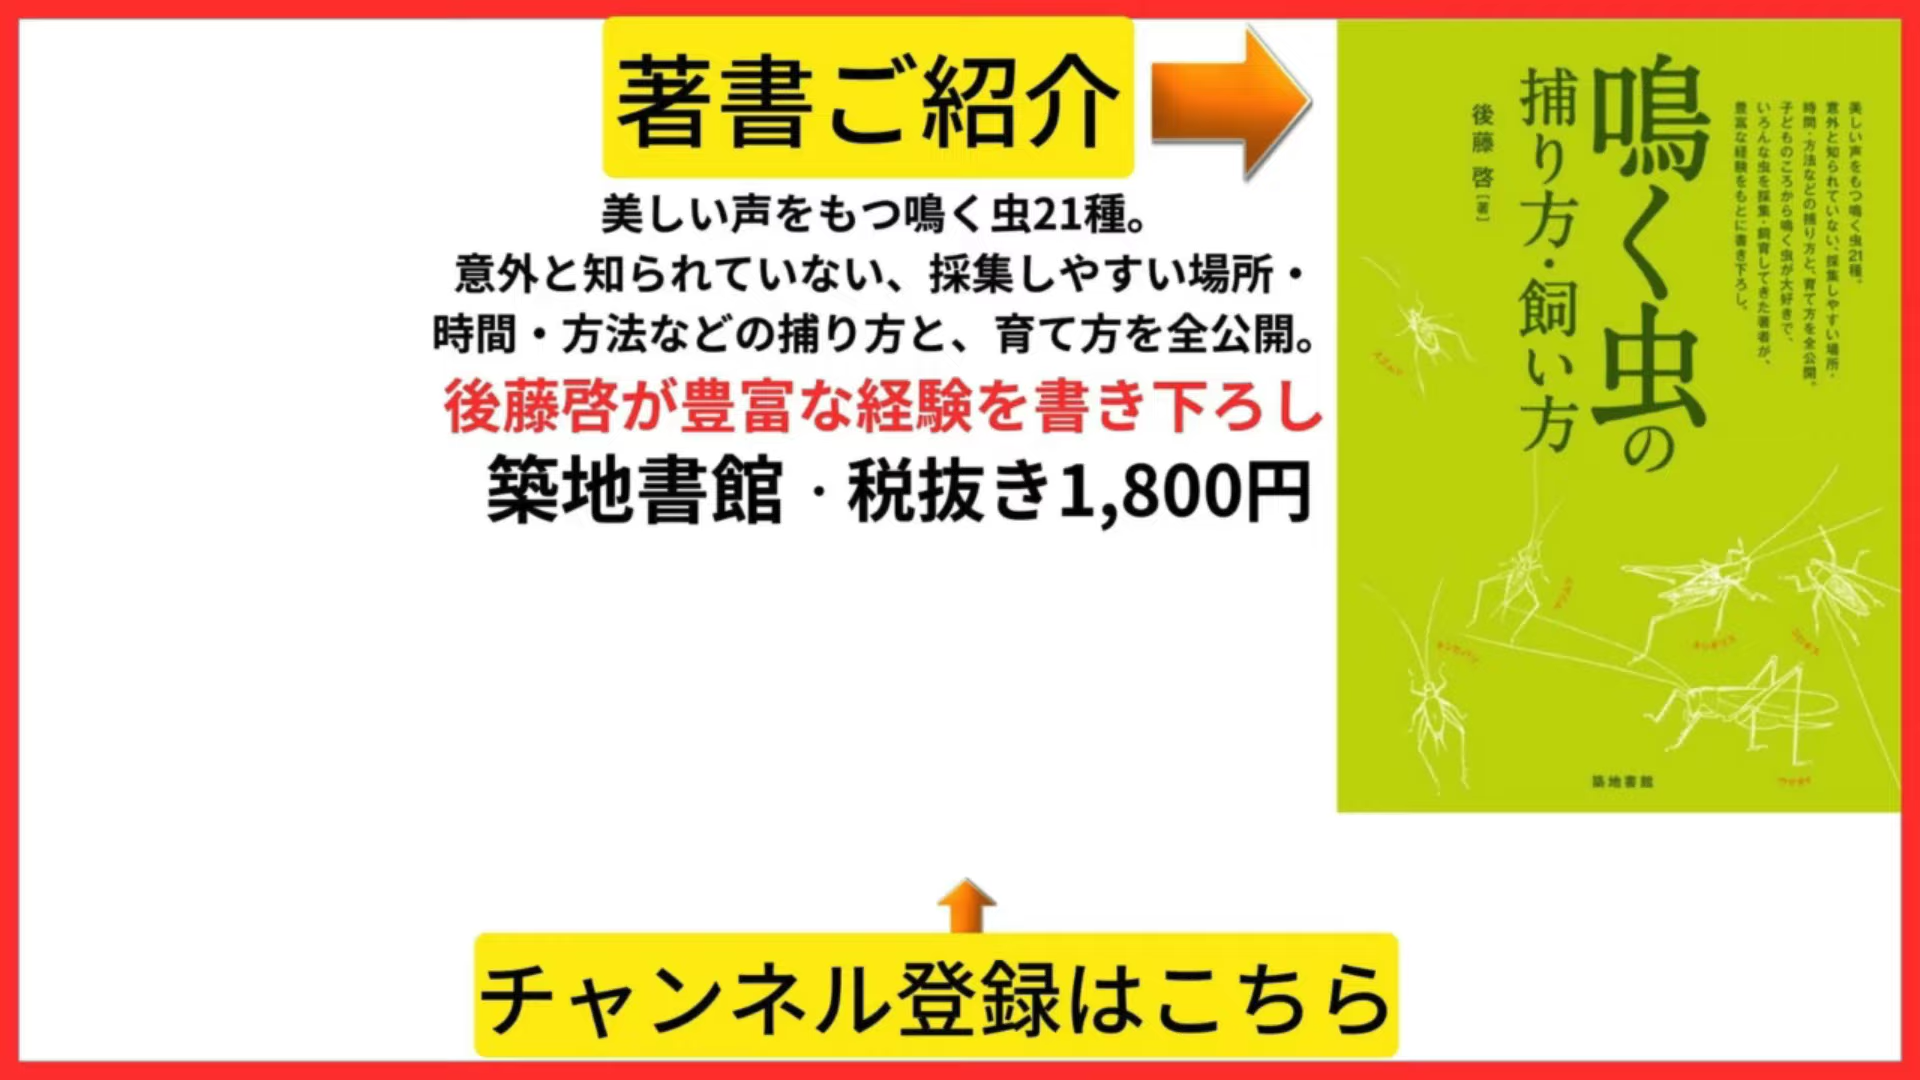 著書ご紹介
美しい声をもつ鳴く虫21種。
意外と知られていない、採集しやすい場所・
時間・方法などの捕り方と、育て方を全公開。
後藤啓が豊富な経験を書き下ろし
築地書館・税抜き1,800円
美しい声をもつ鳴く虫21種。
意外と知られていない、採集しやすい場所・
時間・方法などの捕り方と、育て方を全公開。
子どものころから鳴く虫が大好きで、
いろんな虫を採集・飼育してきた著者が、
豊富な経験をもとに書き下ろし。
鳴く虫の
捕り方・飼い方
後藤 啓［著］
築地書館
チャンネル登録はこちら